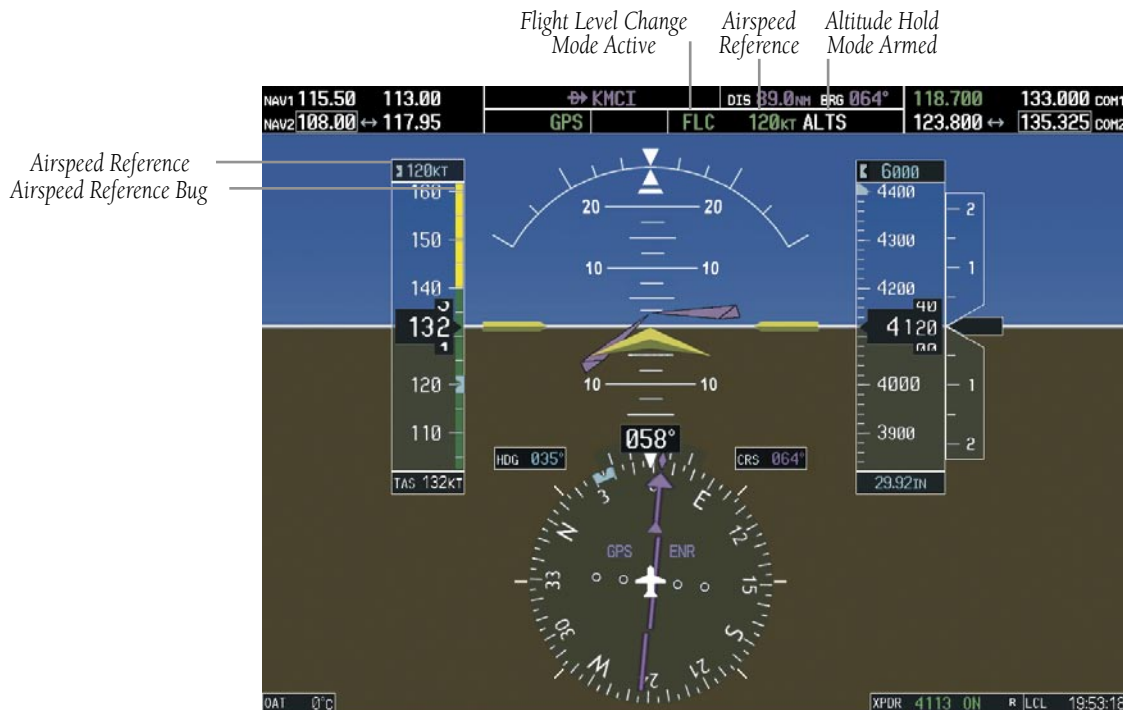 Flight Level Change
Mode Active
Airspeed
Reference
Altitude Hold
Mode Armed
NAV1 115.50 113.00
D KMCI
DIS 89.0NM BRG 064°
118.700 133.000 COM1
NAV2 108.00 ↔ 117.95
GPS
FLC 120KT ALTS
123.800 ↔ 135.325 COM2
Airspeed Reference
Airspeed Reference Bug
120KT
160
150
140
132
120
110
TAS 132KT
20 20
10 10
10 10
6000
4400
4300
4200
40
4120
00
4000
3900
29.92IN
2
1
1
2
058°
HDG 035°
CRS 064°
N 3 E 12 15 S 21 24 W 30 33
GPS ENR
OAT 0°C
XPDR 4113 ON R LCL 19:53:18